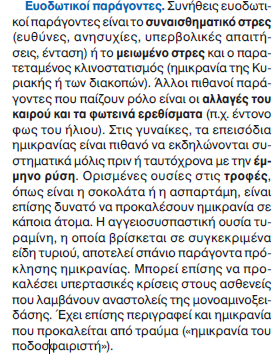 Ευοδωτικοί παράγοντες. Συνήθεις ευοδωτι-
κοί παράγοντες είναι το συναισθηματικό στρες
(ευθύνες, ανησυχίες, υπερβολικές απαιτή-
σεις, ένταση) ή το μειωμένο στρες και ο παρα-
τεταμένος κλινοστατισμός (ημικρανία της Κυ-
ριακής ή των διακοπών). Άλλοι πιθανοί παρά-
γοντες που παίζουν ρόλο είναι οι αλλαγές του
καιρού και τα φωτεινά ερεθίσματα (π.χ. έντονο
φως του ήλιου). Στις γυναίκες, τα επεισόδια
ημικρανίας είναι πιθανό να εκδηλώνονται συ-
στηματικά μόλις πριν ή ταυτόχρονα με την έμ-
μηνο ρύση. Ορισμένες ουσίες στις τροφές,
όπως είναι η σοκολάτα ή η ασπαρτάμη, είναι
επίσης δυνατό να προκαλέσουν ημικρανία σε
κάποια άτομα. Η αγγειοσυσπαστική ουσία τυ-
ραμίνη, η οποία βρίσκεται σε συγκεκριμένα
είδη τυριού, αποτελεί σπάνιο παράγοντα πρό-
κλησης ημικρανίας. Μπορεί επίσης να προ-
καλέσει υπερτασικές κρίσεις στους ασθενείς
που λαμβάνουν αναστολείς της μονοαμινοξει-
δάσης. Έχει επίσης περιγραφεί και ημικρανία
που προκαλείται από τραύμα («ημικρανία του
ποδοσφαιριστή»).